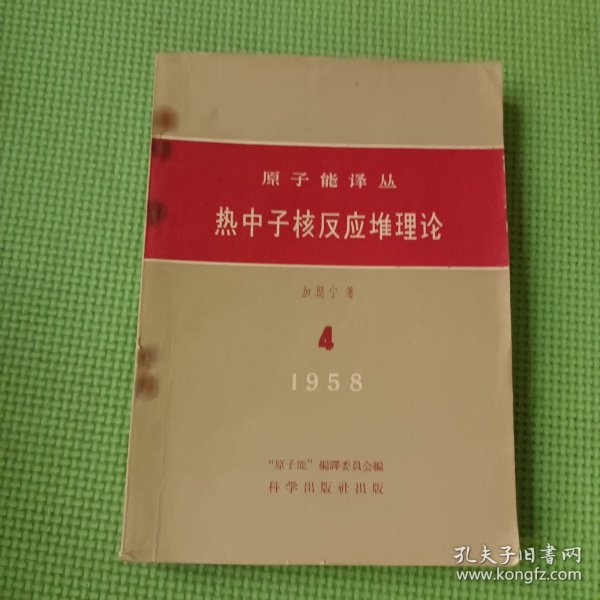 原子能译丛
热中子核反应堆理论
加剔宁著
4
1958
“原子能”編譯委員会編
科学出版社出版
孔夫子旧书网
www.kongfz.com